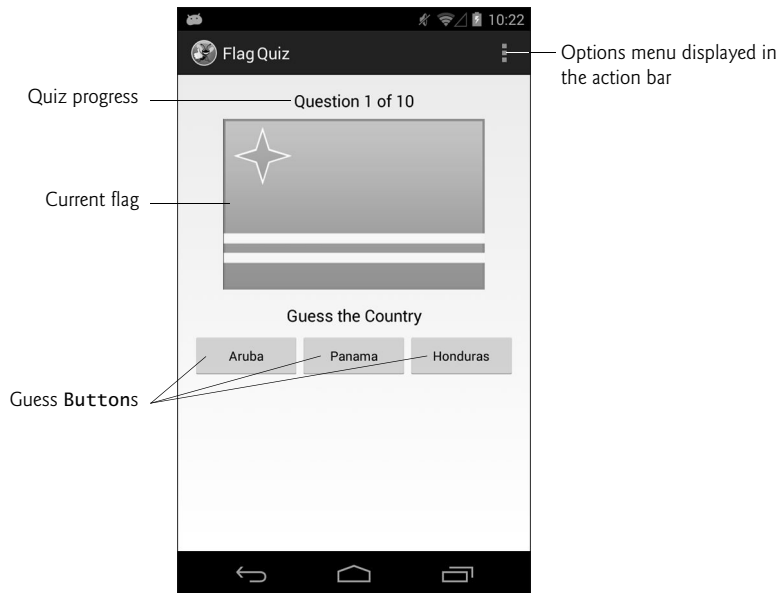 10:22
Flag Quiz
Options menu displayed in
the action bar
Quiz progress
Question 1 of 10
Current flag
Guess the Country
Aruba
Panama
Honduras
Guess Buttons